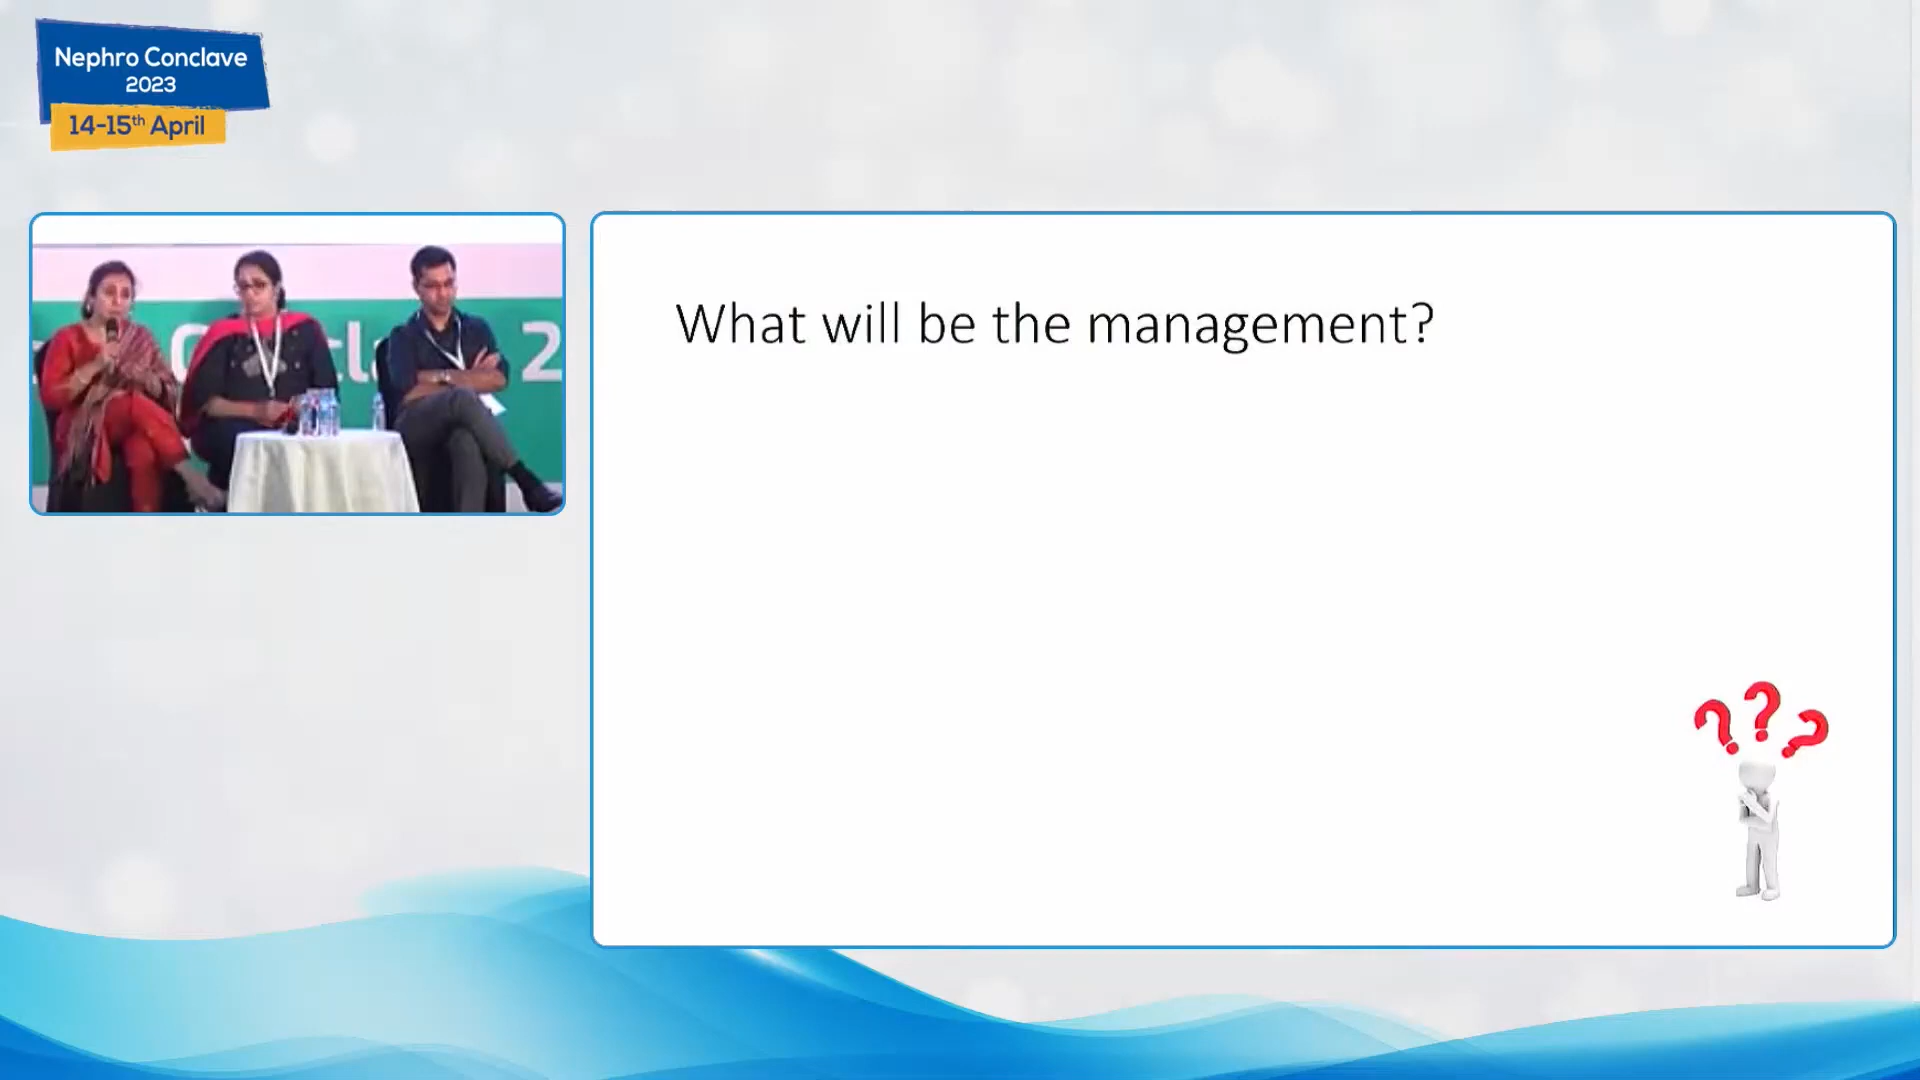 Nephro Conclave
2023
14-15th April
What will be the management?
???